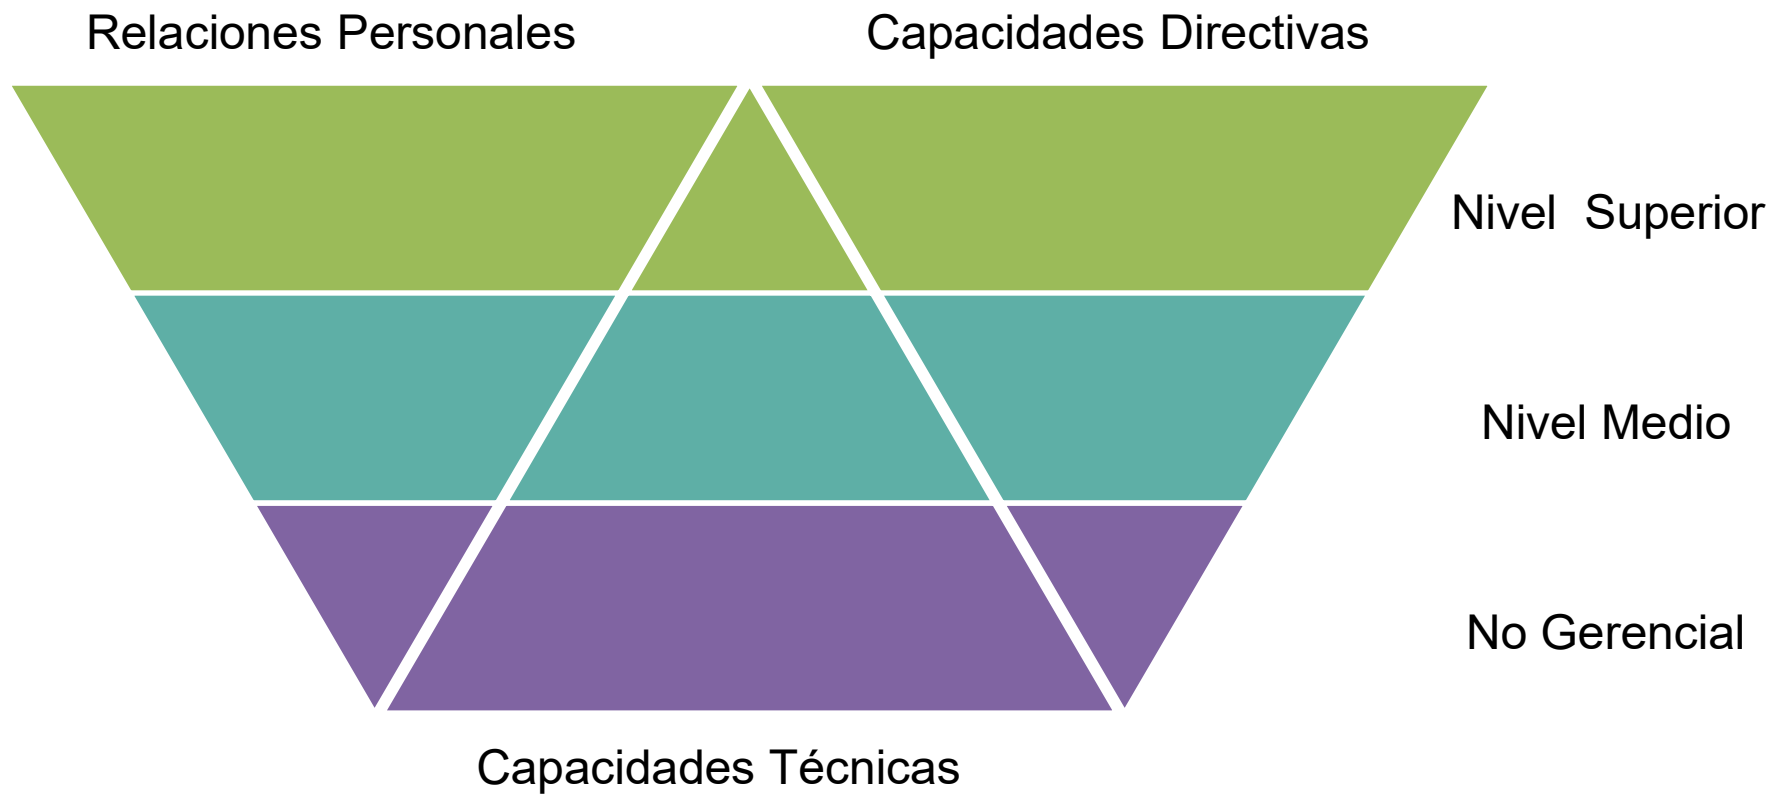 Relaciones Personales
Capacidades Directivas
Nivel  Superior
Nivel Medio
No Gerencial
Capacidades Técnicas